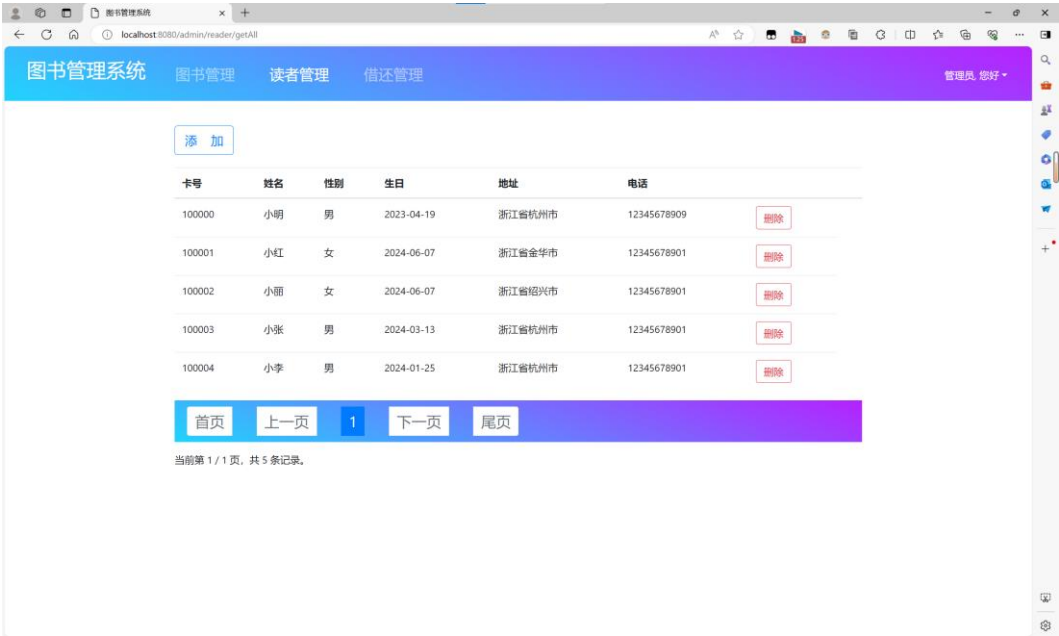 图书管理系统
localhost:8080/admin/reader/getAll
125
图书管理系统 图书管理 读者管理 借还管理 管理员, 您好
添 加
卡号 姓名 性别 生日 地址 电话
100000 小明 男 2023-04-19 浙江省杭州市 12345678909 删除
100001 小红 女 2024-06-07 浙江省金华市 12345678901 删除
100002 小丽 女 2024-06-07 浙江省绍兴市 12345678901 删除
100003 小张 男 2024-03-13 浙江省杭州市 12345678901 删除
100004 小李 男 2024-01-25 浙江省杭州市 12345678901 删除
首页 上一页 1 下一页 尾页
当前第 1 / 1 页，共 5 条记录。